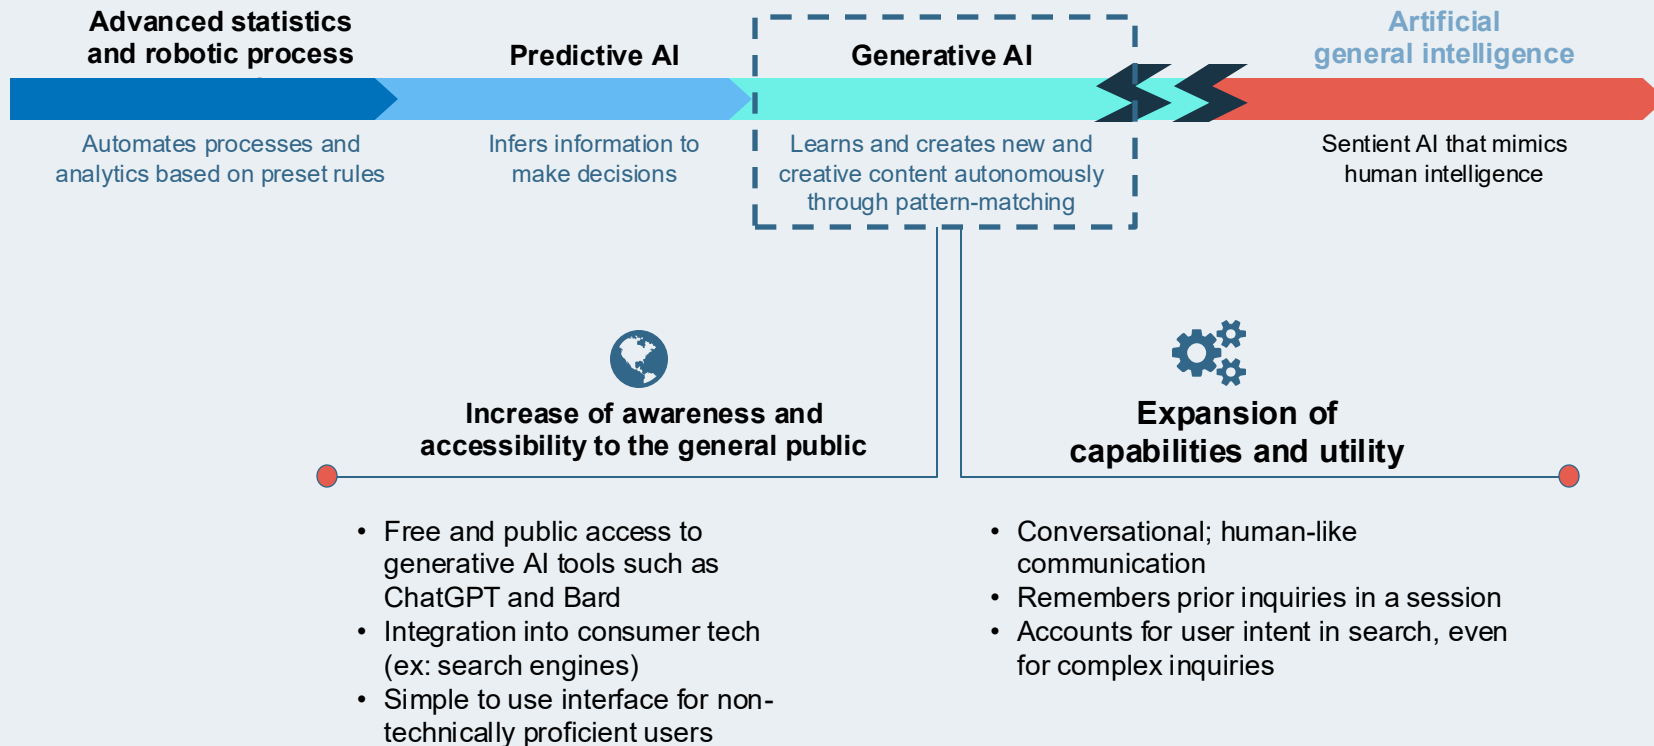 Advanced statistics
and robotic process
Predictive AI
Generative AI
Artificial
general intelligence
Automates processes and
analytics based on preset rules
Infers information to
make decisions
Learns and creates new and
creative content autonomously
through pattern-matching
Sentient AI that mimics
human intelligence
Increase of awareness and
accessibility to the general public
• Free and public access to
generative AI tools such as
ChatGPT and Bard
• Integration into consumer tech
(ex: search engines)
• Simple to use interface for non-
technically proficient users
Expansion of
capabilities and utility
• Conversational; human-like
communication
• Remembers prior inquiries in a session
• Accounts for user intent in search, even
for complex inquiries